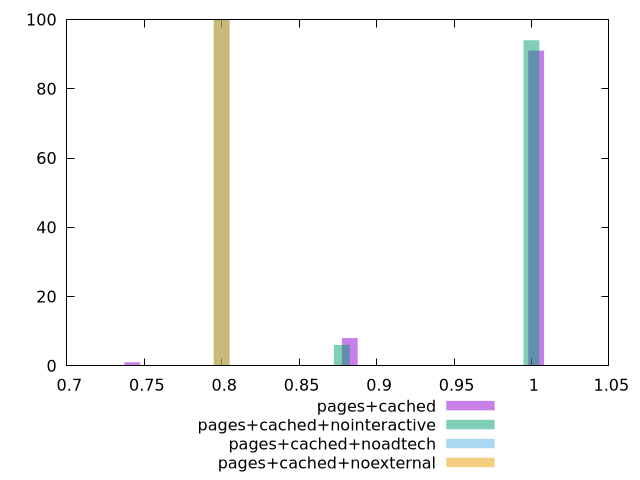 100
80
60
40
20
0
0.7 0.75 0.8 0.85 0.9 0.95 1 1.05
pages+cached
pages+cached+nointeractive
pages+cached+noadtech
pages+cached+noexternal